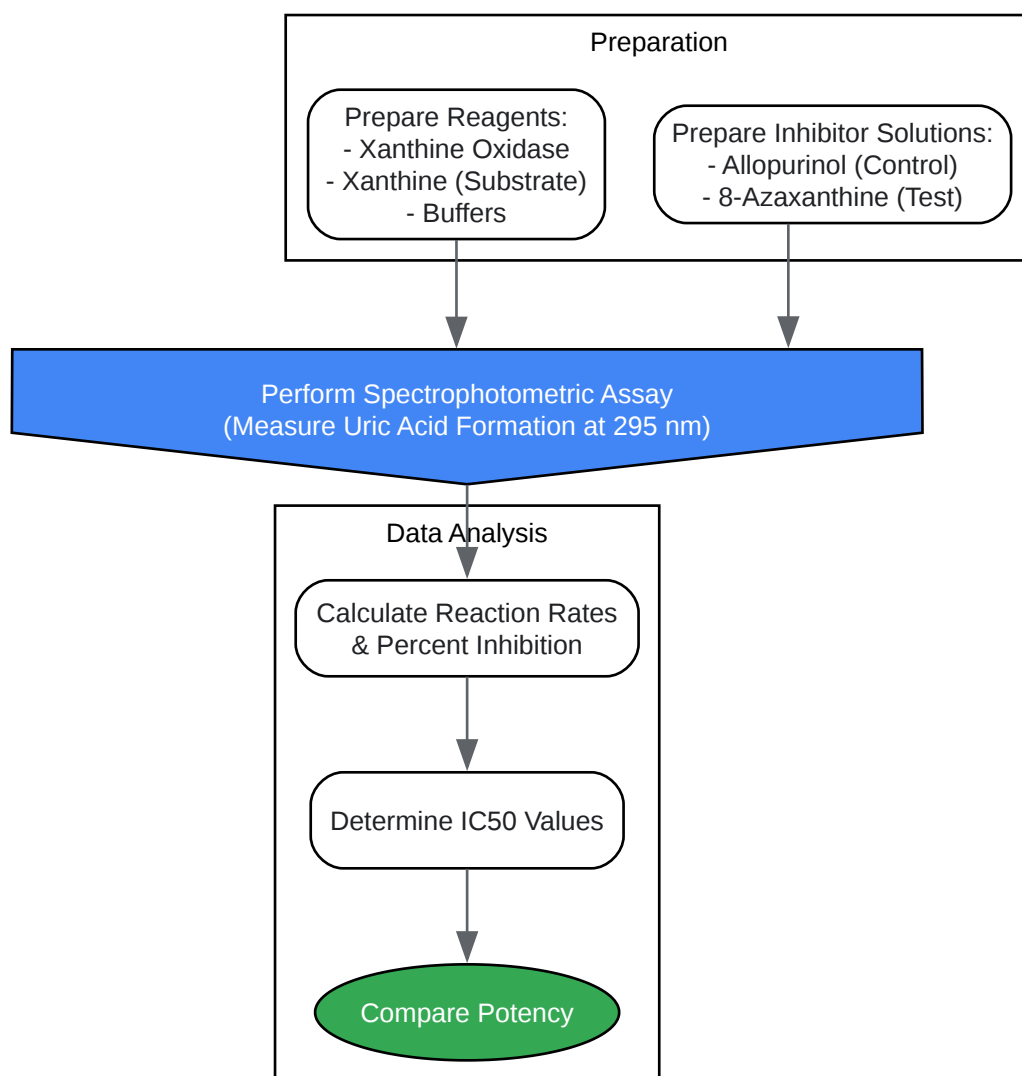 Preparation
Prepare Reagents:
- Xanthine Oxidase
- Xanthine (Substrate)
- Buffers
Prepare Inhibitor Solutions:
- Allopurinol (Control)
- 8-Azaxanthine (Test)
Perform Spectrophotometric Assay
(Measure Uric Acid Formation at 295 nm)
Data Analysis
Calculate Reaction Rates
& Percent Inhibition
Determine IC50 Values
Compare Potency